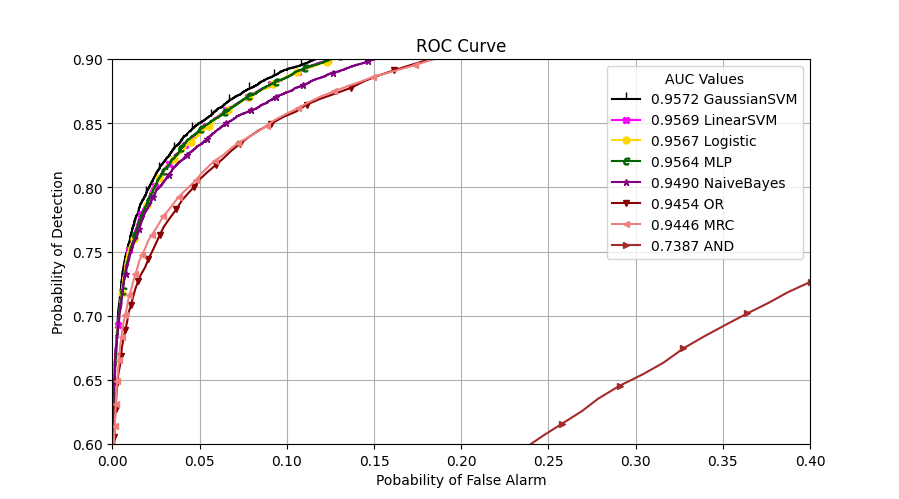 ROC Curve
0.90
0.85
0.80
0.75
0.70
0.65
0.60
Probability of Detection
AUC Values
0.9572 GaussianSVM
0.9569 LinearSVM
0.9567 Logistic
0.9564 MLP
0.9490 NaiveBayes
0.9454 OR
0.9446 MRC
0.7387 AND
0.00 0.05 0.10 0.15 0.20 0.25 0.30 0.35 0.40
Pobability of False Alarm